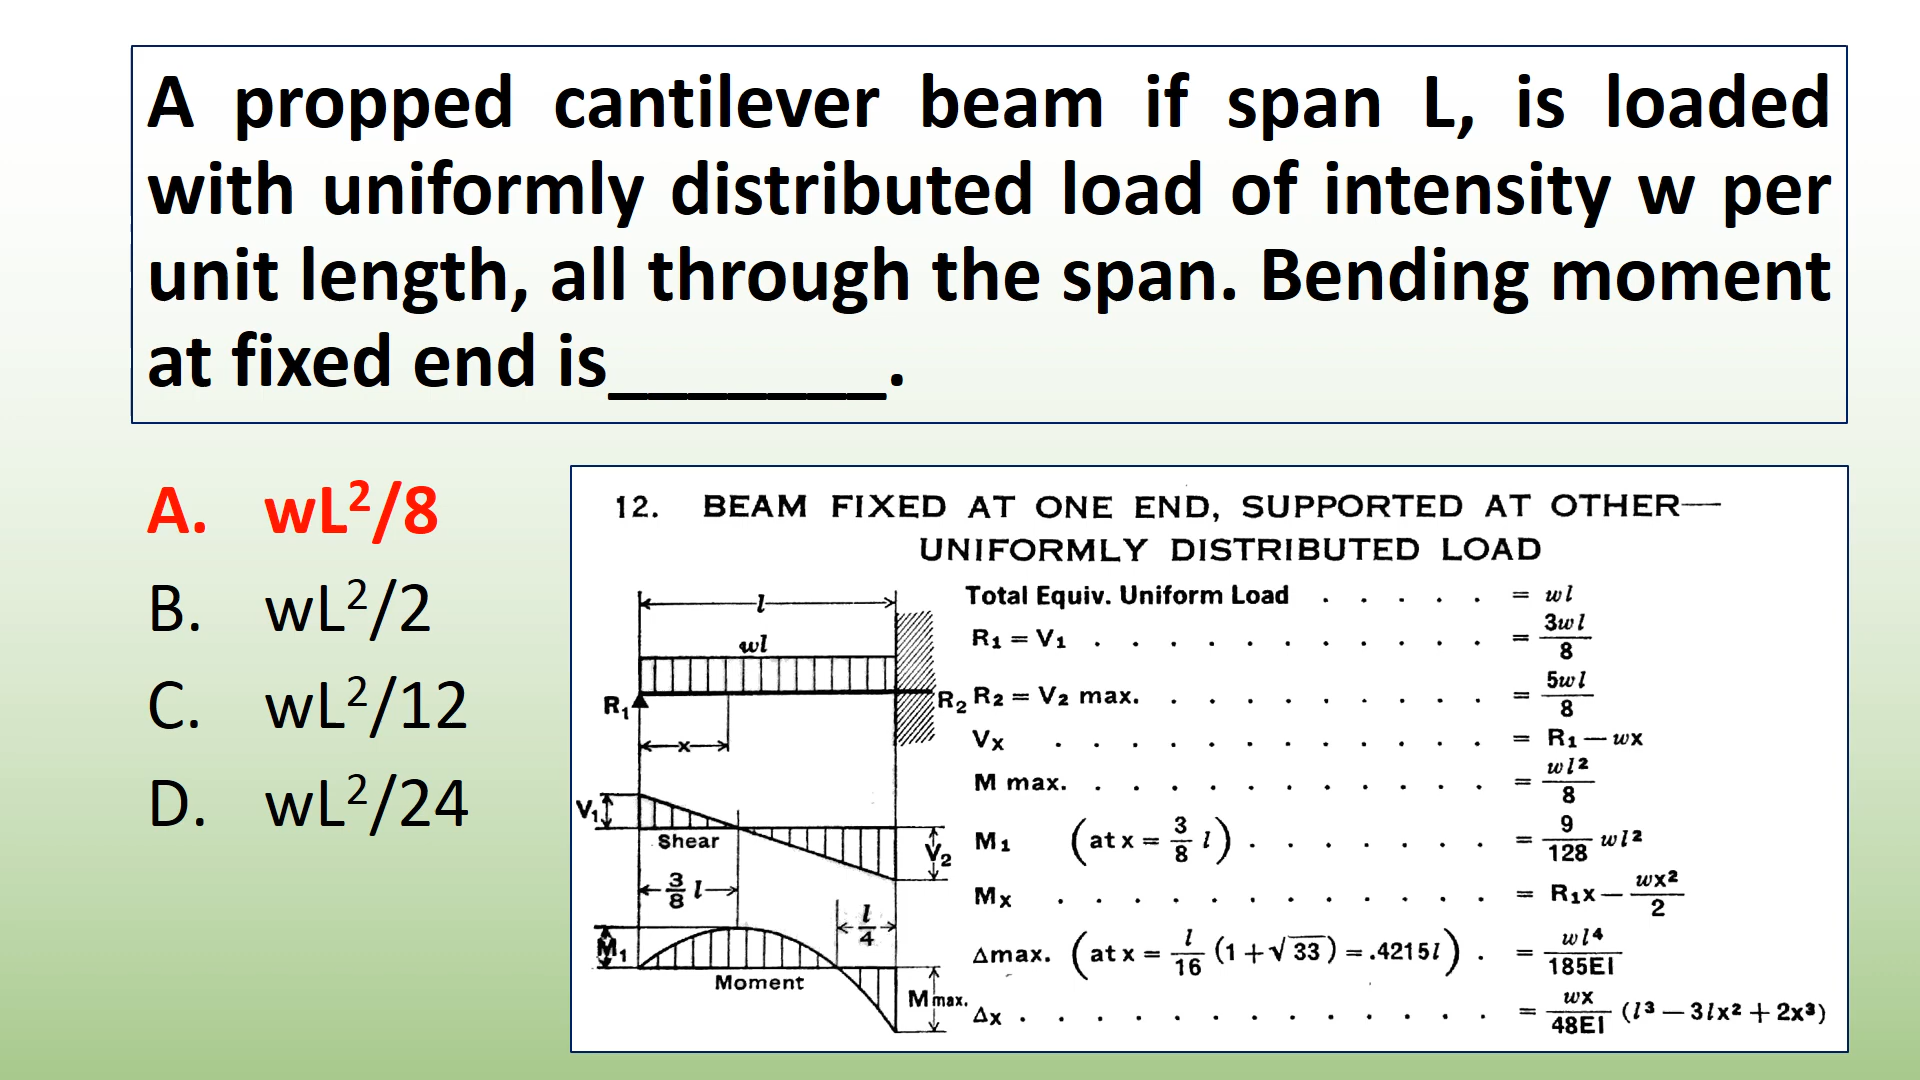 A propped cantilever beam if span L, is loaded
with uniformly distributed load of intensity w per
unit length, all through the span. Bending moment
at fixed end is_______.
A. wL²/8
B. wL²/2
C. wL²/12
D. wL²/24
12. BEAM FIXED AT ONE END, SUPPORTED AT OTHER—
UNIFORMLY DISTRIBUTED LOAD
l
wl
R₁
R₂
x
V₁
Shear
V₂
3/8 l
l/4
M₁
Moment
M max.
Total Equiv. Uniform Load . . . . . = wl
R₁ = V₁ . . . . . . . . . . . = 3wl/8
R₂ = V₂ max. . . . . . . . . . = 5wl/8
Vx . . . . . . . . . . . . = R₁ — wx
M max. . . . . . . . . . . . = wl²/8
M₁ (at x = 3/8 l) . . . . . . . = 9/128 wl²
Mx . . . . . . . . . . . . = R₁x — wx²/2
Δmax. (at x = l/16 (1 + √33) = .4215l) . = wl⁴/185EI
Δx . . . . . . . . . . . . . = wx/48EI (l³ — 3lx² + 2x³)